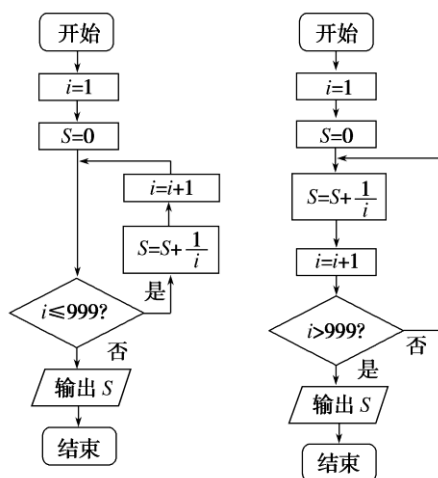 开始
i=1
S=0
i=i+1
S=S+1/i
是
i≤999?
否
输出 S
结束
开始
i=1
S=0
S=S+1/i
i=i+1
i>999?
否
是
输出 S
结束